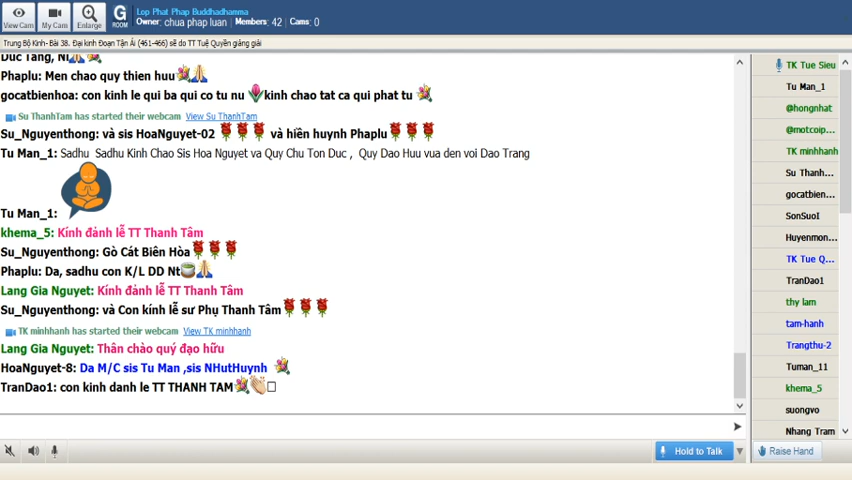 View Cam
My Cam
Enlarge
G
ROOM
Lop Phat Phap Buddhadhamma
Owner: chua phap luan Members: 42 Cams: 0
Trung Bộ Kinh- Bài 38. Đại kinh Đoạn Tận Ái (461-466) sẽ do TT Tuệ Quyền giảng giải
Duc Tang, Ni
Phaplu: Men chao quy thien huu
gocatbienhoa: con kinh le qui ba qui co tu nu kinh chao tat ca qui phat tu
Su ThanhTam has started their webcam View Su ThanhTam
Su_Nguyenthong: và sis HoaNguyet-02 và hiền huynh Phaplu
Tu Man_1: Sadhu Sadhu Kinh Chao Sis Hoa Nguyet va Quy Chu Ton Duc , Quy Dao Huu vua den voi Dao Trang
Tu Man_1:
khema_5: Kính đảnh lễ TT Thanh Tâm
Su_Nguyenthong: Gò Cát Biên Hòa
Phaplu: Da, sadhu con K/L DD Nt
Lang Gia Nguyet: Kính đảnh lễ TT Thanh Tâm
Su_Nguyenthong: và Con kính lễ sư Phụ Thanh Tâm
TK minhhanh has started their webcam View TK minhhanh
Lang Gia Nguyet: Thân chào quý đạo hữu
HoaNguyet-8: Da M/C sis Tu Man ,sis NHutHuynh
TranDao1: con kinh danh le TT THANH TAM
Hold to Talk
TK Tue Sieu
Tu Man_1
@hongnhat
@motcoip...
TK minhhanh
Su Thanh...
gocatbien...
SonSuoI
Huyenmon...
TK Tue Q...
TranDao1
thy lam
tam-hanh
Trangthu-2
Tuman_11
khema_5
suongvo
Nhang Tram
Raise Hand